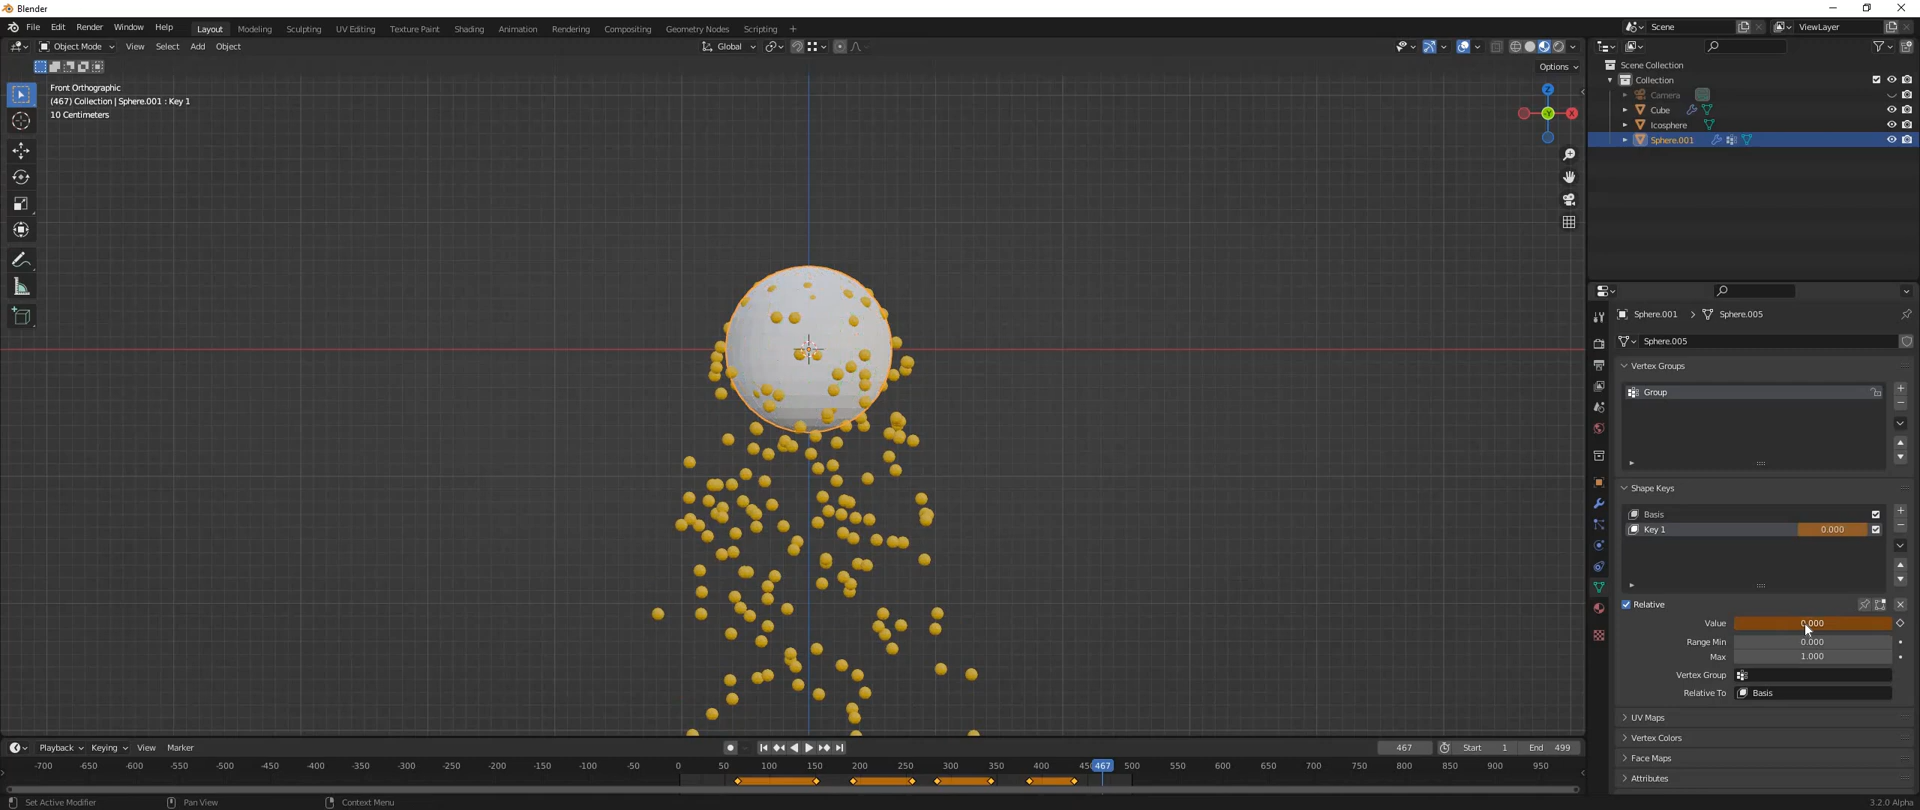 Blender
File Edit Render Window Help
Layout Modeling Sculpting UV Editing Texture Paint Shading Animation Rendering Compositing Geometry Nodes Scripting +
Scene
ViewLayer
Object Mode View Select Add Object
Global
Options
Front Orthographic
(467) Collection | Sphere.001 : Key 1
10 Centimeters
Z
X
Y
Scene Collection
Collection
Camera
Cube
Icosphere
Sphere.001
Sphere.001 > Sphere.005
Sphere.005
Vertex Groups
Group
Shape Keys
Basis
Key 1 0.000
Relative
Value 0.000
Range Min 0.000
Max 1.000
Vertex Group
Relative To Basis
UV Maps
Vertex Colors
Face Maps
Attributes
Playback Keying View Marker
467 Start 1 End 499
-700 -650 -600 -550 -500 -450 -400 -350 -300 -250 -200 -150 -100 -50 0 50 100 150 200 250 300 350 400 45 467 500 550 600 650 700 750 800 850 900 950
Set Active Modifier Pan View Context Menu 3.2.0 Alpha